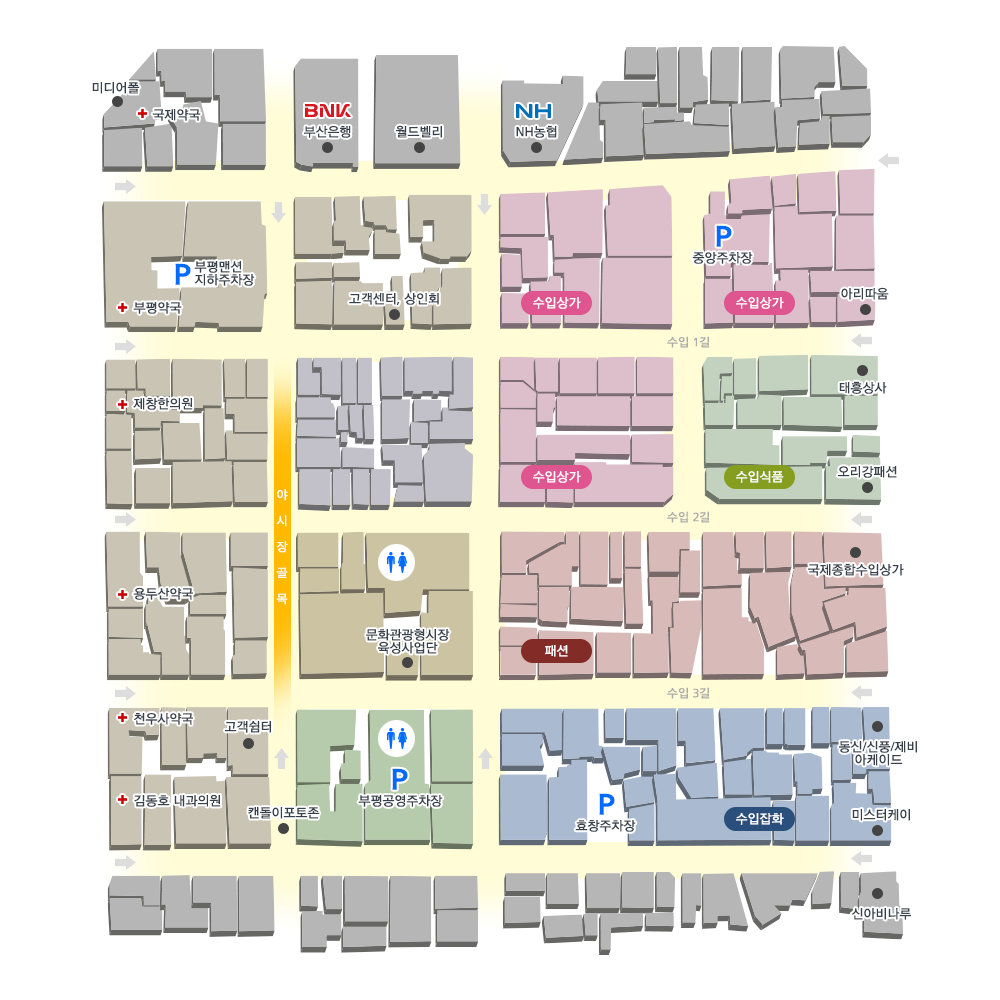 미디어폴
국제약국
BNK
부산은행
월드벨리
NH
NH농협
P 부평맨션
지하주차장
부평약국
고객센터, 상인회
수입상가
P
중앙주차장
수입상가
아리따움
수입 1길
제창한의원
태흥상사
수입상가
수입식품
오리강패션
야
시
장
골
목
수입 2길
용두산약국
문화관광형시장
육성사업단
국제종합수입상가
패션
수입 3길
천우사약국
고객쉼터
동신/신풍/제비
아케이드
김동호 내과의원
P
부평공영주차장
캔돌이포토존
P
효창주차장
수입잡화
미스터케이
신아비나루